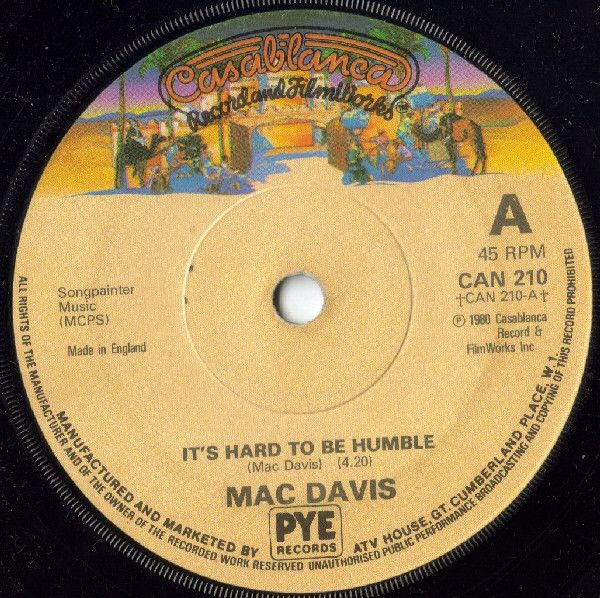 Casablanca
Record and FilmWorks
A
45 RPM
CAN 210
†CAN 210-A†
℗ 1980 Casablanca
Record &
FilmWorks Inc
Songpainter
Music
(MCPS)
Made in England
IT'S HARD TO BE HUMBLE
(Mac Davis) (4.20)
MAC DAVIS
PYE
RECORDS
MANUFACTURED AND MARKETED BY
ATV HOUSE, GT. CUMBERLAND PLACE, W.1.
ALL RIGHTS OF THE MANUFACTURER AND OF THE OWNER OF THE RECORDED WORK RESERVED UNAUTHORISED PUBLIC PERFORMANCE BROADCASTING AND COPYING OF THIS RECORD PROHIBITED